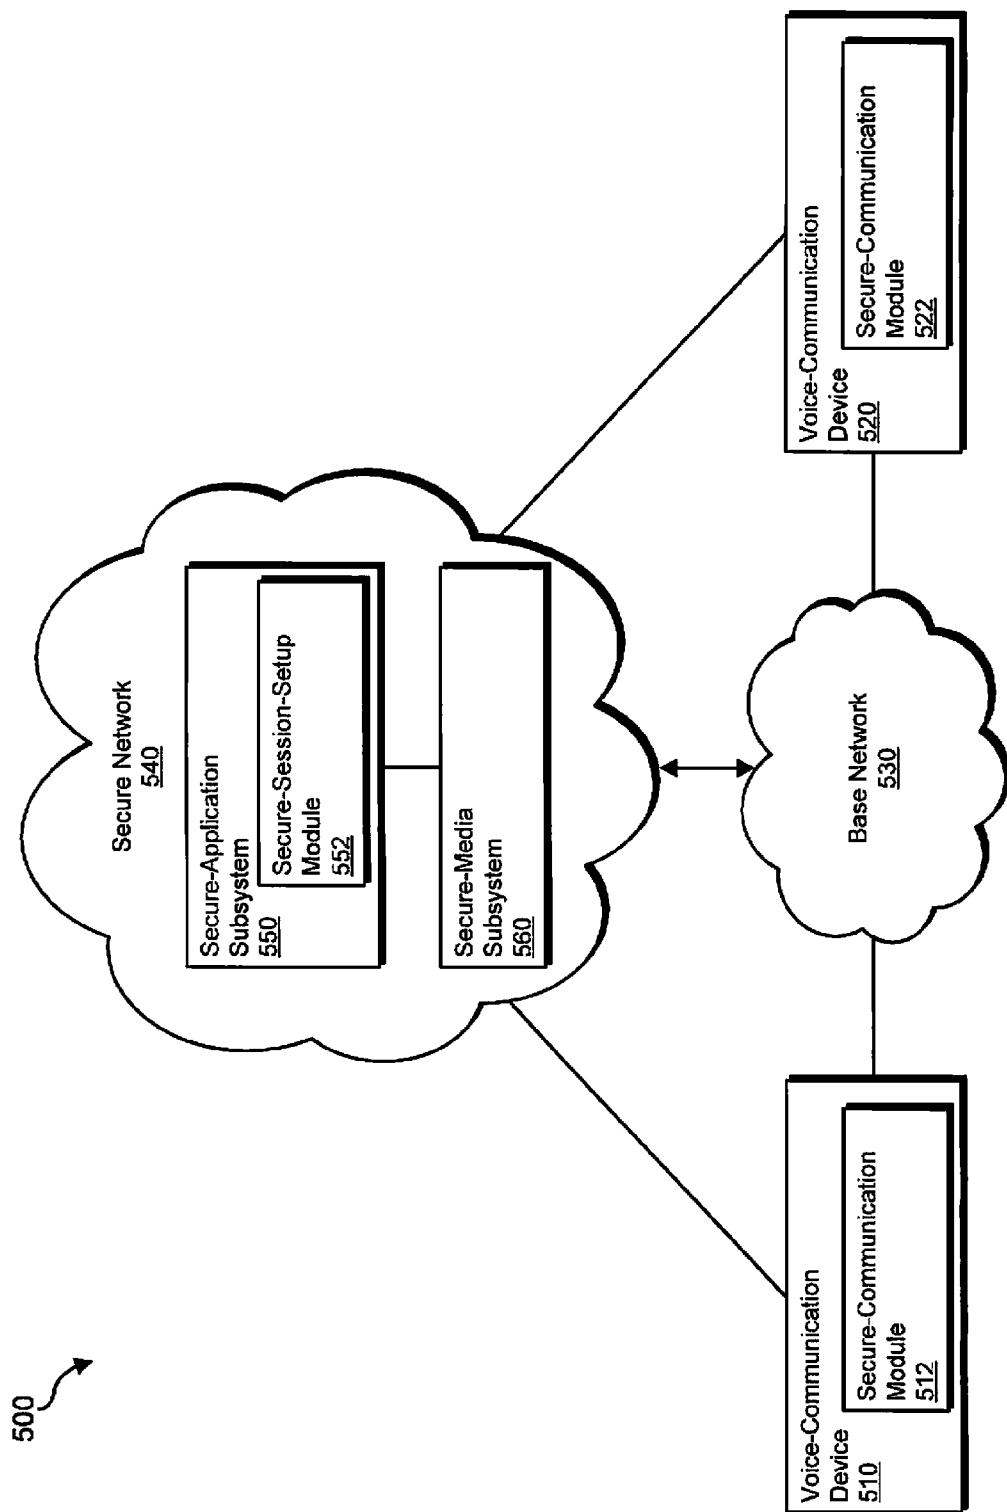 500
Secure Network
540
Secure-Application
Subsystem
550
Secure-Session-Setup
Module
552
Secure-Media
Subsystem
560
Base Network
530
Voice-Communication
Device
510
Secure-Communication
Module
512
Voice-Communication
Device
520
Secure-Communication
Module
522